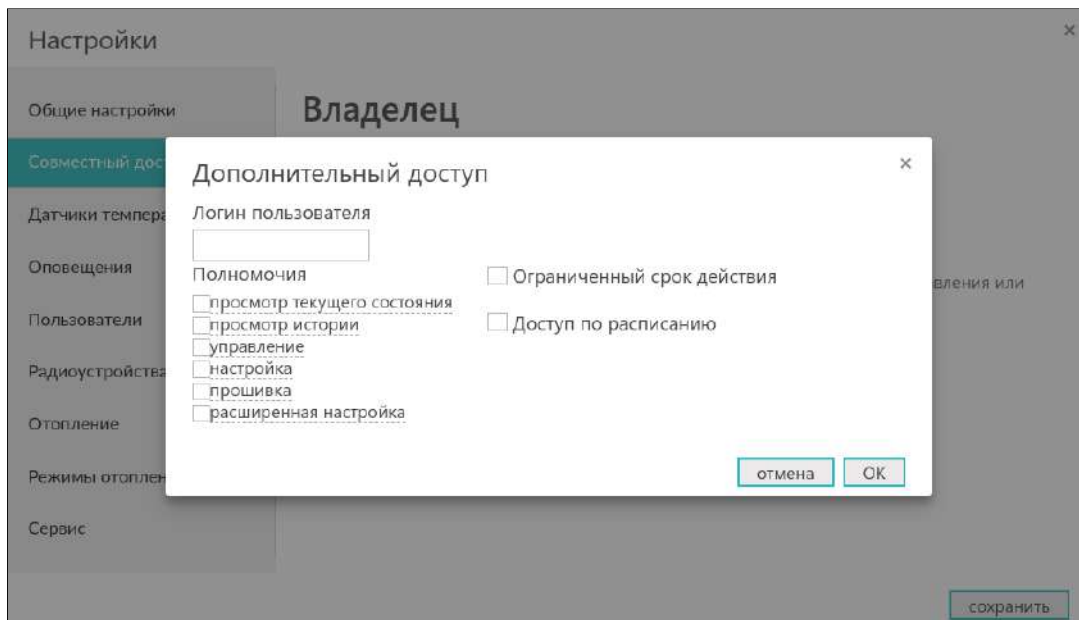 Настройки
×
Общие настройки
Владелец
Совместный дос
Датчики темпера
Оповещения
вления или
Пользователи
Радиоустройства
Отопление
Режимы отоплен
Сервис
Дополнительный доступ
×
Логин пользователя
Полномочия
Ограниченный срок действия
просмотр текущего состояния
просмотр истории
Доступ по расписанию
управление
настройка
прошивка
расширенная настройка
отмена
OK
сохранить